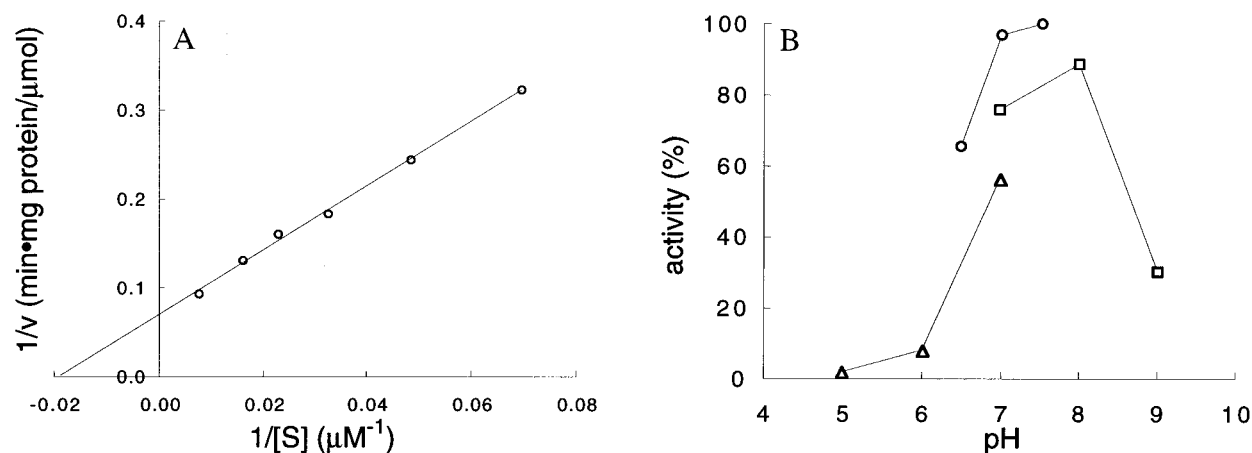 A
1/v (min•mg protein/μmol)
0.4
0.3
0.2
0.1
0.0
-0.02 0.00 0.02 0.04 0.06 0.08
1/[S] (μM-1)
B
activity (%)
100
80
60
40
20
0
4 5 6 7 8 9 10
pH